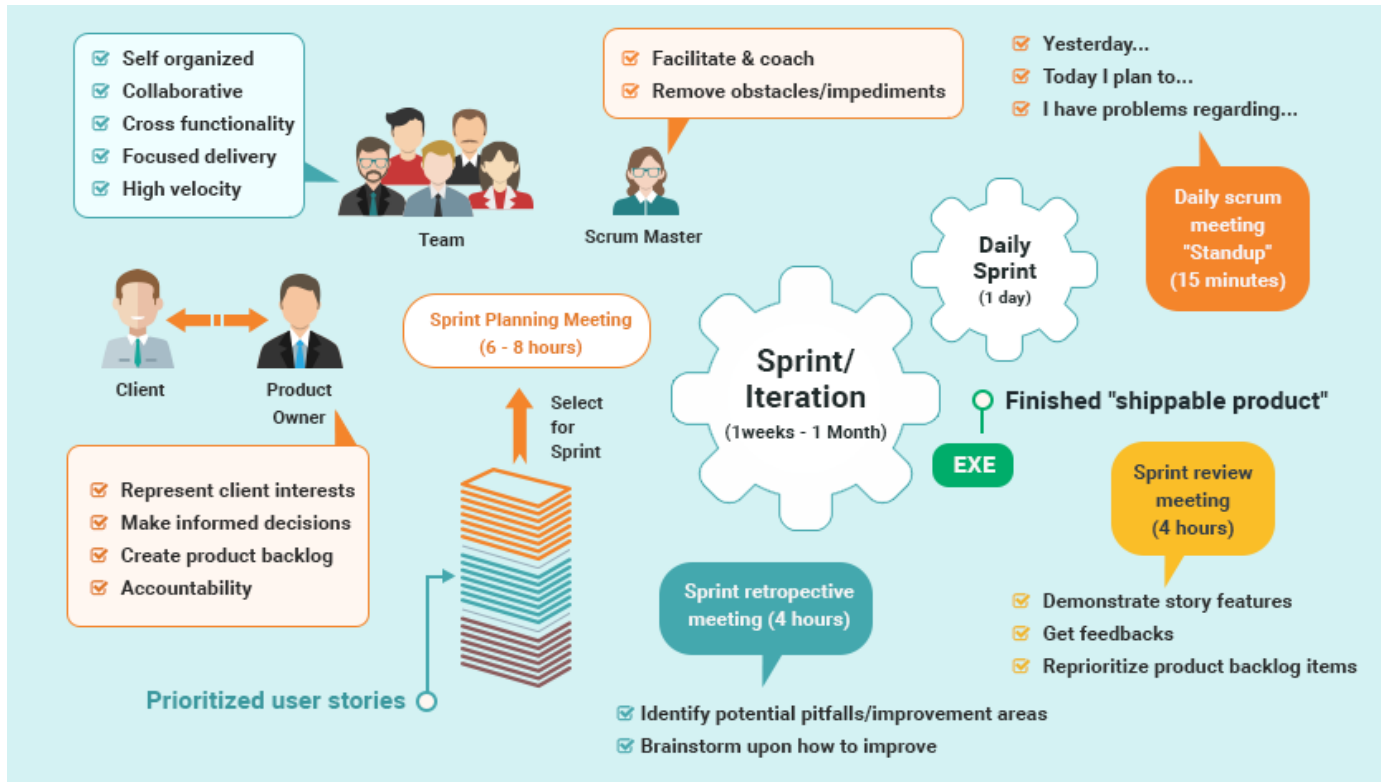 Self organized
Collaborative
Cross functionality
Focused delivery
High velocity
Team
Facilitate & coach
Remove obstacles/impediments
Scrum Master
Yesterday...
Today I plan to...
I have problems regarding...
Daily scrum
meeting
"Standup"
(15 minutes)
Daily
Sprint
(1 day)
Client
Product
Owner
Sprint Planning Meeting
(6 - 8 hours)
Select
for
Sprint
Sprint/
Iteration
(1weeks - 1 Month)
Finished "shippable product"
EXE
Represent client interests
Make informed decisions
Create product backlog
Accountability
Prioritized user stories
Sprint retropective
meeting (4 hours)
Identify potential pitfalls/improvement areas
Brainstorm upon how to improve
Sprint review
meeting
(4 hours)
Demonstrate story features
Get feedbacks
Reprioritize product backlog items